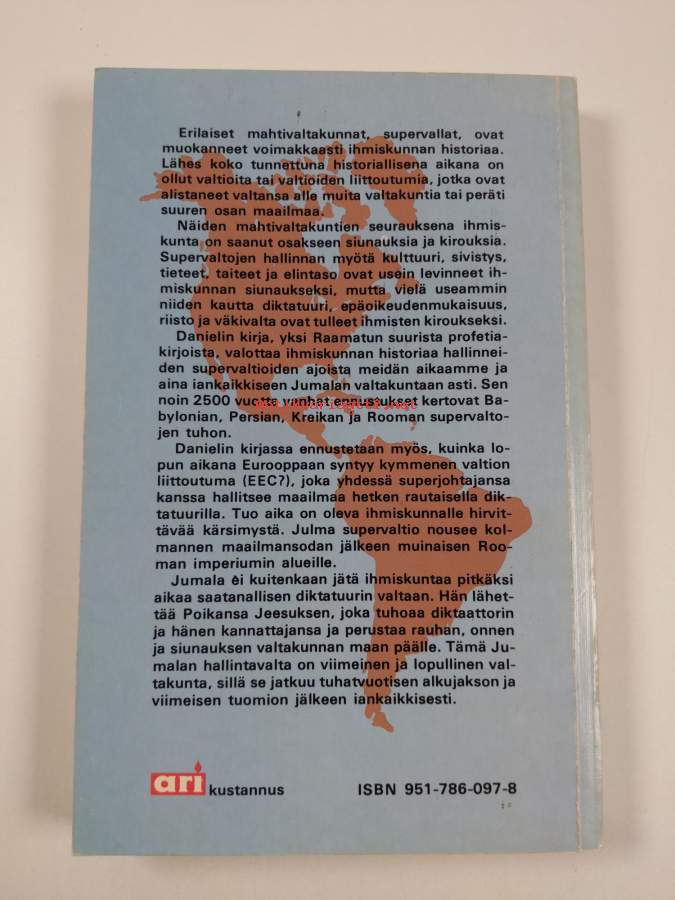 Erilaiset mahtivaltakunnat, supervallat, ovat
muokanneet voimakkaasti ihmiskunnan historiaa.
Lähes koko tunnettuna historiallisena aikana on
ollut valtioita tai valtioiden liittoutumia, jotka ovat
alistaneet valtansa alle muita valtakuntia tai peräti
suuren osan maailmaa.
Näiden mahtivaltakuntien seurauksena ihmis-
kunta on saanut osakseen siunauksia ja kirouksia.
Supervaltojen hallinnan myötä kulttuuri, sivistys,
tieteet, taiteet ja elintaso ovat usein levinneet ih-
miskunnan siunaukseksi, mutta vielä useammin
niiden kautta diktatuuri, epäoikeudenmukaisuus,
riisto ja väkivalta ovat tulleet ihmisten kiroukseksi.
Danielin kirja, yksi Raamatun suurista profetia-
kirjoista, valottaa ihmiskunnan historiaa hallinnei-
den supervaltioiden ajoista meidän aikaamme ja
aina iankaikkiseen Jumalan valtakuntaan asti. Sen
noin 2500 vuotta vanhat ennustukset kertovat Ba-
bylonian, Persian, Kreikan ja Rooman supervalto-
jen tuhon.
Danielin kirjassa ennustetaan myös, kuinka lo-
pun aikana Eurooppaan syntyy kymmenen valtion
liittoutuma (EEC?), joka yhdessä superjohtajansa
kanssa hallitsee maailmaa hetken rautaisella dik-
tatuurilla. Tuo aika on oleva ihmiskunnalle hirvit-
tävää kärsimystä. Julma supervaltio nousee kol-
mannen maailmansodan jälkeen muinaisen Roo-
man imperiumin alueille.
Jumala ei kuitenkaan jätä ihmiskuntaa pitkäksi
aikaa saatanallisen diktatuurin valtaan. Hän lähet-
tää Poikansa Jeesuksen, joka tuhoaa diktaattorin
ja hänen kannattajansa ja perustaa rauhan, onnen
ja siunauksen valtakunnan maan päälle. Tämä Ju-
malan hallintavalta on viimeinen ja lopullinen val-
takunta, sillä se jatkuu tuhatvuotisen alkujakson ja
viimeisen tuomion jälkeen iankaikkisesti.
ari kustannus
ISBN 951-786-097-8